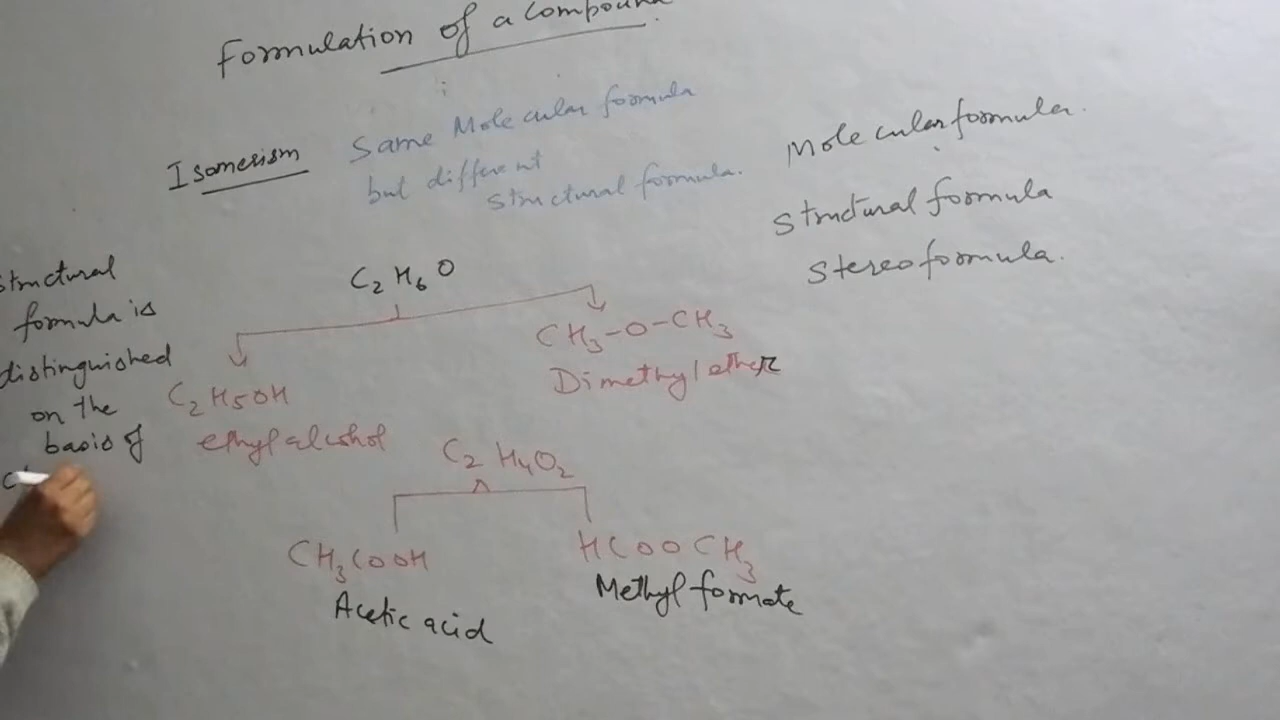 Formulation of a Compound
Isomerism
Same Molecular formula
but different
structural formula.
Molecular formula.
structural formula
Stereo formula.
Structural
formula is
distinguished
on the
basis of
C₂H₆O
C₂H₅OH
ethyl alcohol
CH₃-O-CH₃
Dimethyl ether
C₂H₄O₂
CH₃COOH
Acetic acid
HCOOCH₃
Methyl formate